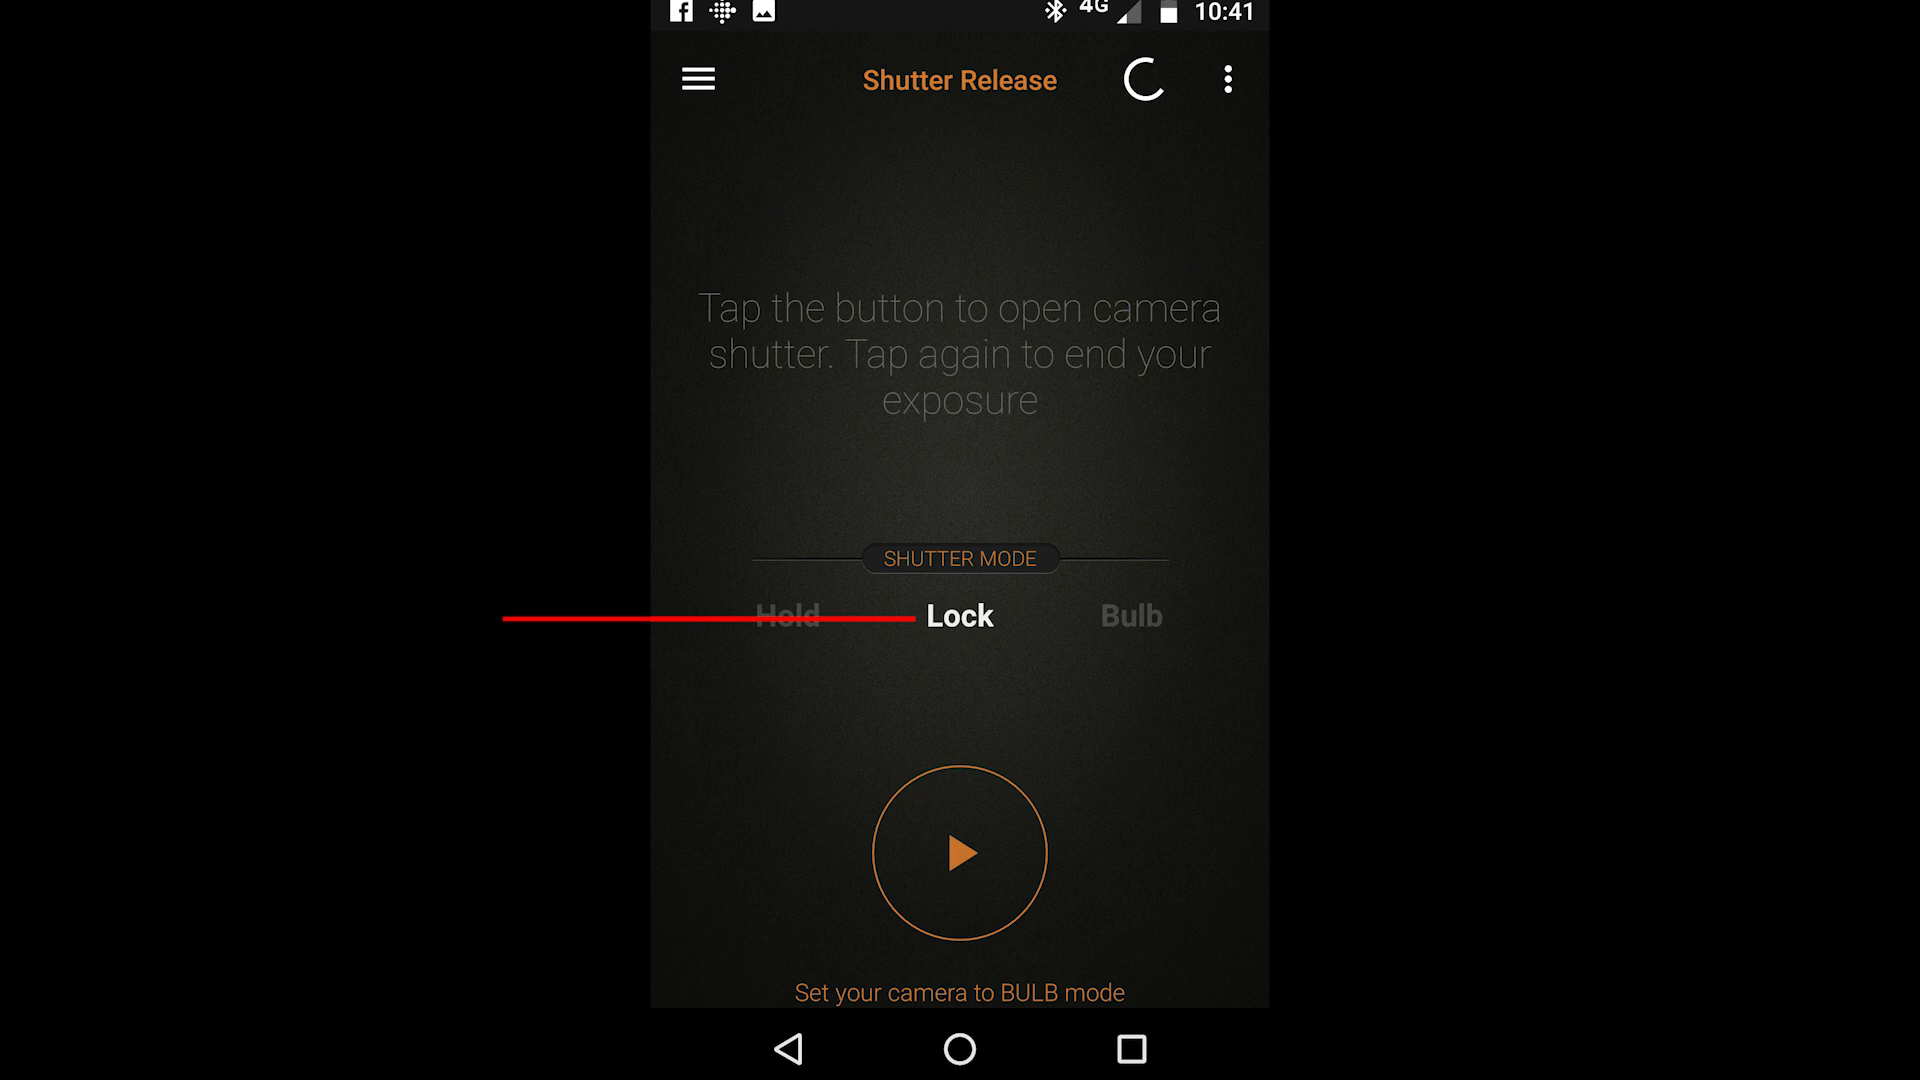 4G 10:41
Shutter Release
Tap the button to open camera
shutter. Tap again to end your
exposure
SHUTTER MODE
Hold Lock Bulb
Set your camera to BULB mode